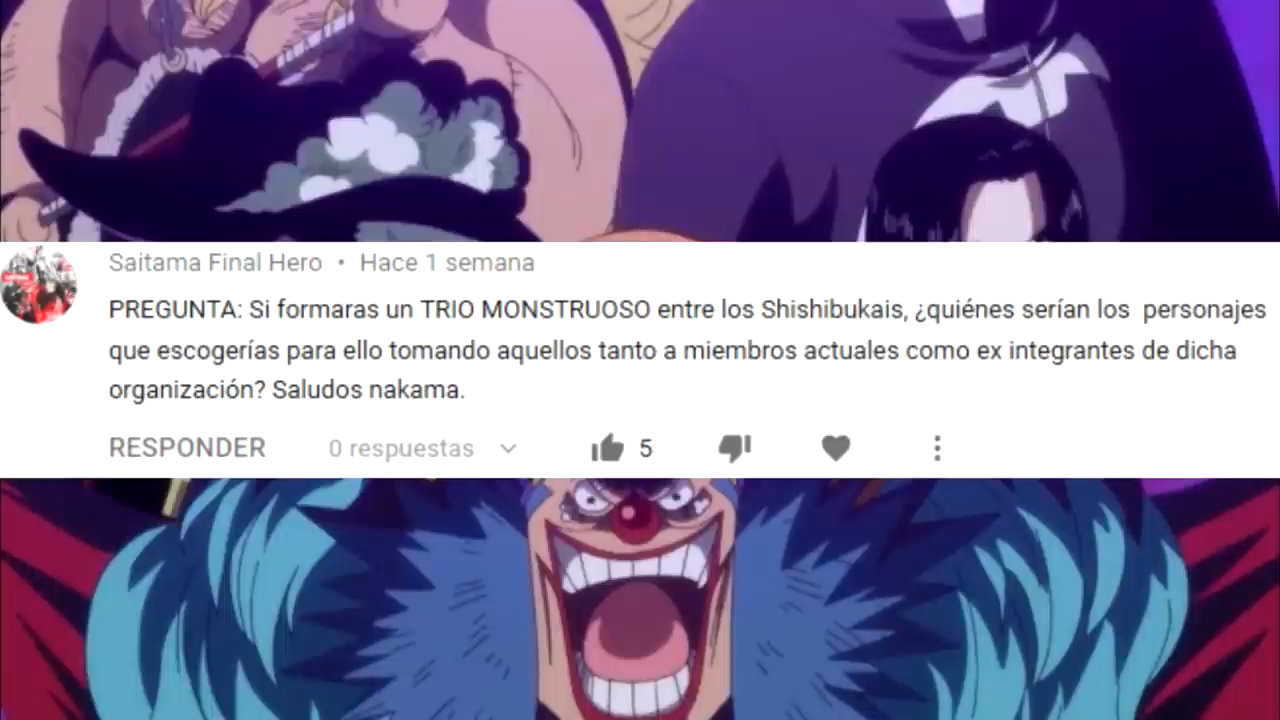 Saitama Final Hero • Hace 1 semana
PREGUNTA: Si formaras un TRIO MONSTRUOSO entre los Shishibukais, ¿quiénes serían los personajes
que escogerías para ello tomando aquellos tanto a miembros actuales como ex integrantes de dicha
organización? Saludos nakama.
RESPONDER 0 respuestas 5